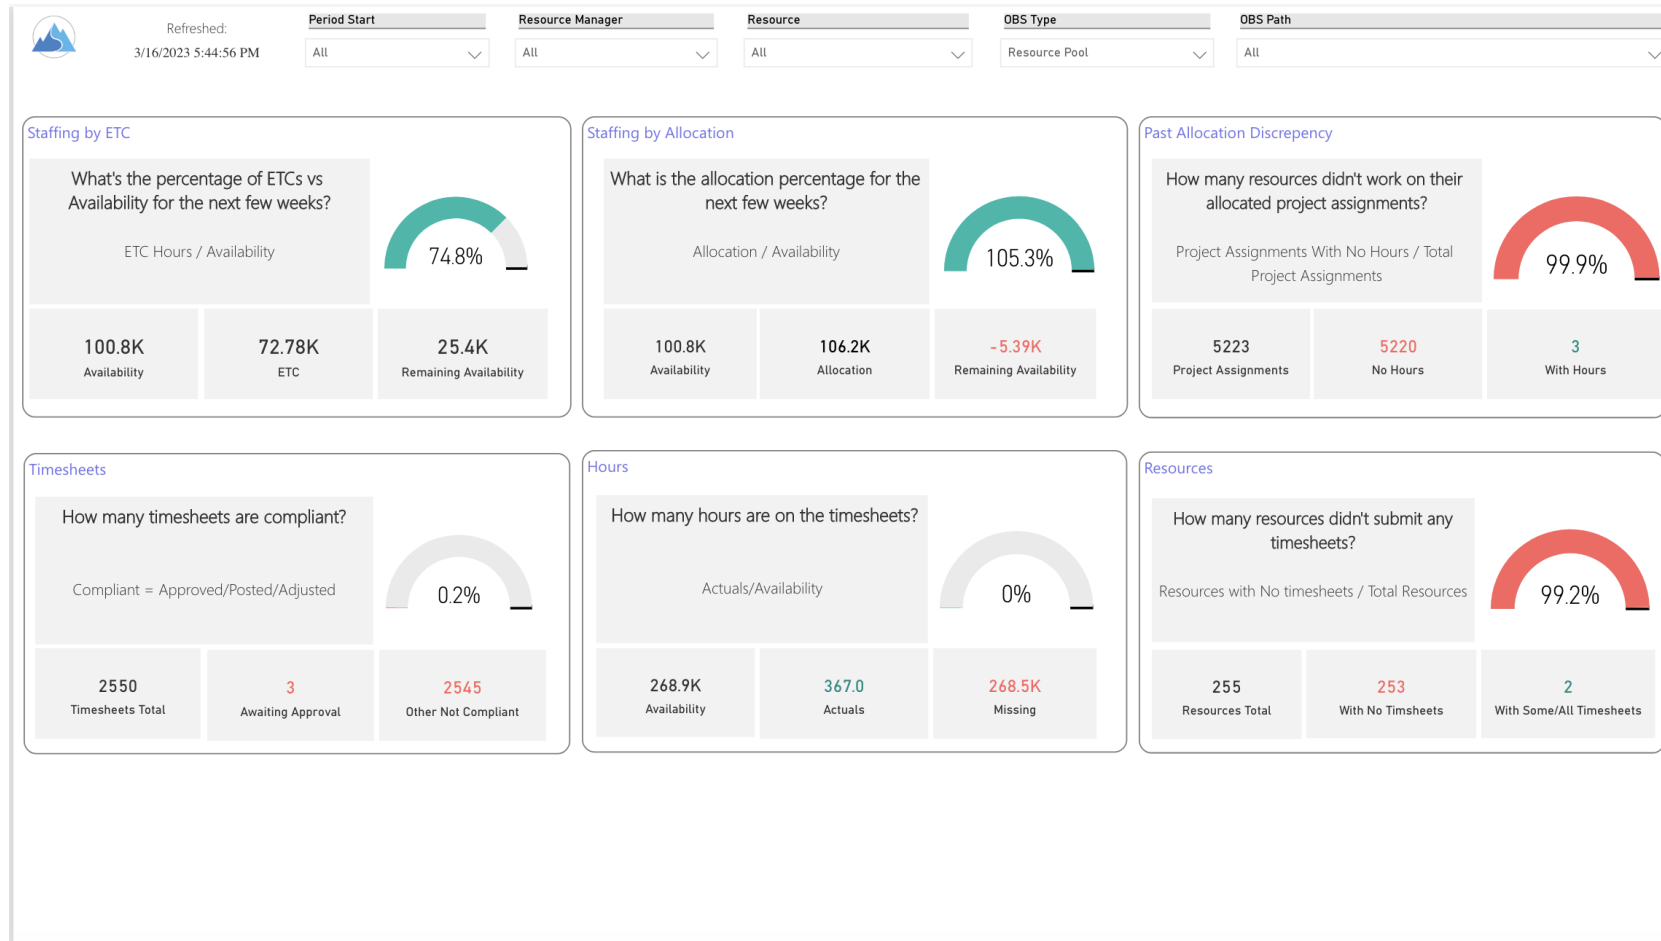 Refreshed:
3/16/2023 5:44:56 PM
Period Start
All
Resource Manager
All
Resource
All
OBS Type
Resource Pool
OBS Path
All
Staffing by ETC
What's the percentage of ETCs vs
Availability for the next few weeks?
ETC Hours / Availability
74.8%
100.8K
Availability
72.78K
ETC
25.4K
Remaining Availability
Staffing by Allocation
What is the allocation percentage for the
next few weeks?
Allocation / Availability
105.3%
100.8K
Availability
106.2K
Allocation
-5.39K
Remaining Availability
Past Allocation Discrepency
How many resources didn't work on their
allocated project assignments?
Project Assignments With No Hours / Total
Project Assignments
99.9%
5223
Project Assignments
5220
No Hours
3
With Hours
Timesheets
How many timesheets are compliant?
Compliant = Approved/Posted/Adjusted
0.2%
2550
Timesheets Total
3
Awaiting Approval
2545
Other Not Compliant
Hours
How many hours are on the timesheets?
Actuals/Availability
0%
268.9K
Availability
367.0
Actuals
268.5K
Missing
Resources
How many resources didn't submit any
timesheets?
Resources with No timesheets / Total Resources
99.2%
255
Resources Total
253
With No Timsheets
2
With Some/All Timesheets